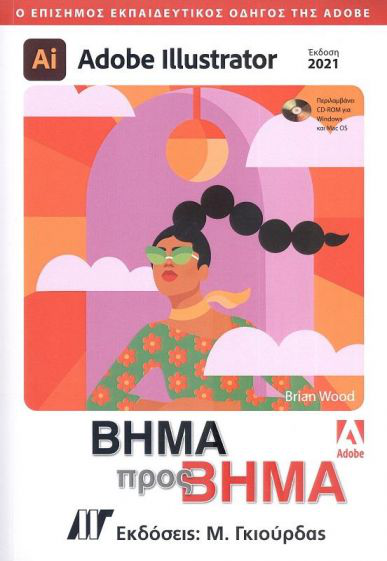 Ο ΕΠΙΣΗΜΟΣ ΕΚΠΑΙΔΕΥΤΙΚΟΣ ΟΔΗΓΟΣ ΤΗΣ ADOBE
Ai Adobe Illustrator
Έκδοση
2021
Περιλαμβάνει
CD-ROM για
Windows
και Mac OS
Brian Wood
ΒΗΜΑ
προς ΒΗΜΑ
Adobe
Εκδόσεις: Μ. Γκιούρδας